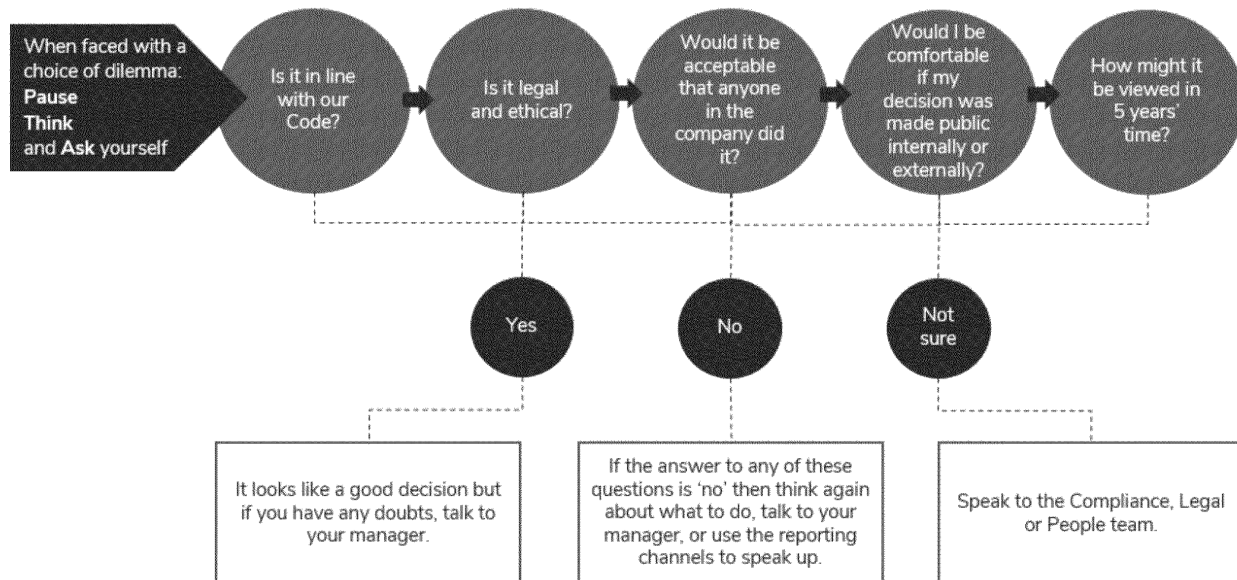 When faced with a
choice of dilemma:
Pause
Think
and Ask yourself
Is it in line
with our
Code?
Is it legal
and ethical?
Would it be
acceptable
that anyone
in the
company did
it?
Would I be
comfortable
if my
decision was
made public
internally or
externally?
How might it
be viewed in
5 years'
time?
Yes
No
Not
sure
It looks like a good decision but
if you have any doubts, talk to
your manager.
If the answer to any of these
questions is 'no' then think again
about what to do, talk to your
manager, or use the reporting
channels to speak up.
Speak to the Compliance, Legal
or People team.